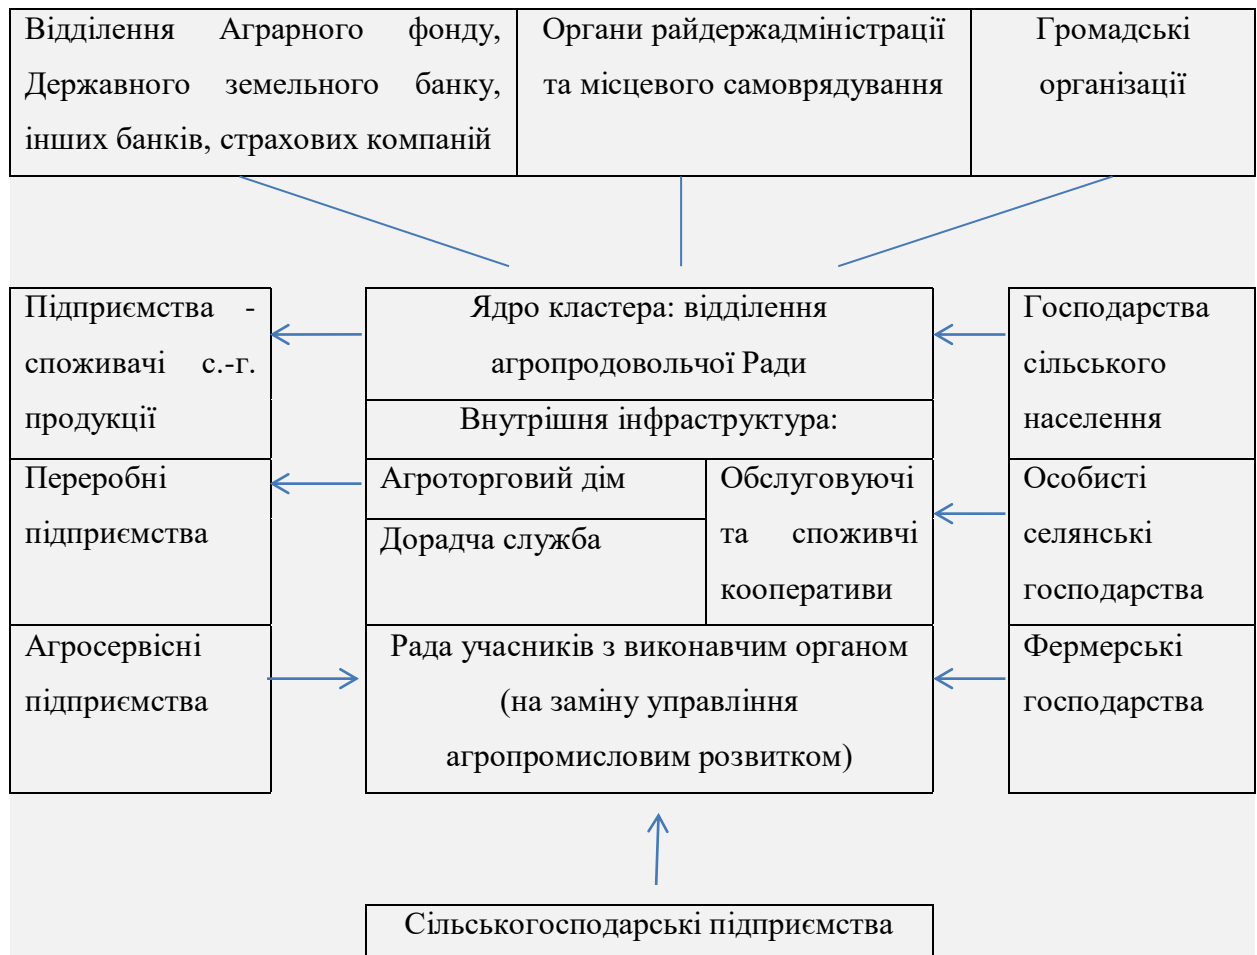 Відділення Аграрного фонду,
Державного земельного банку,
інших банків, страхових компаній
Органи райдержадміністрації
та місцевого самоврядування
Громадські
організації
Підприємства -
споживачі с.-г.
продукції
Переробні
підприємства
Агросервісні
підприємства
Ядро кластера: відділення
агропродовольчої Ради
Внутрішня інфраструктура:
Агроторговий дім
Дорадча служба
Обслуговуючі
та споживчі
кооперативи
Рада учасників з виконавчим органом
(на заміну управління
агропромисловим розвитком)
Господарства
сільського
населення
Особисті
селянські
господарства
Фермерські
господарства
Сільськогосподарські підприємства